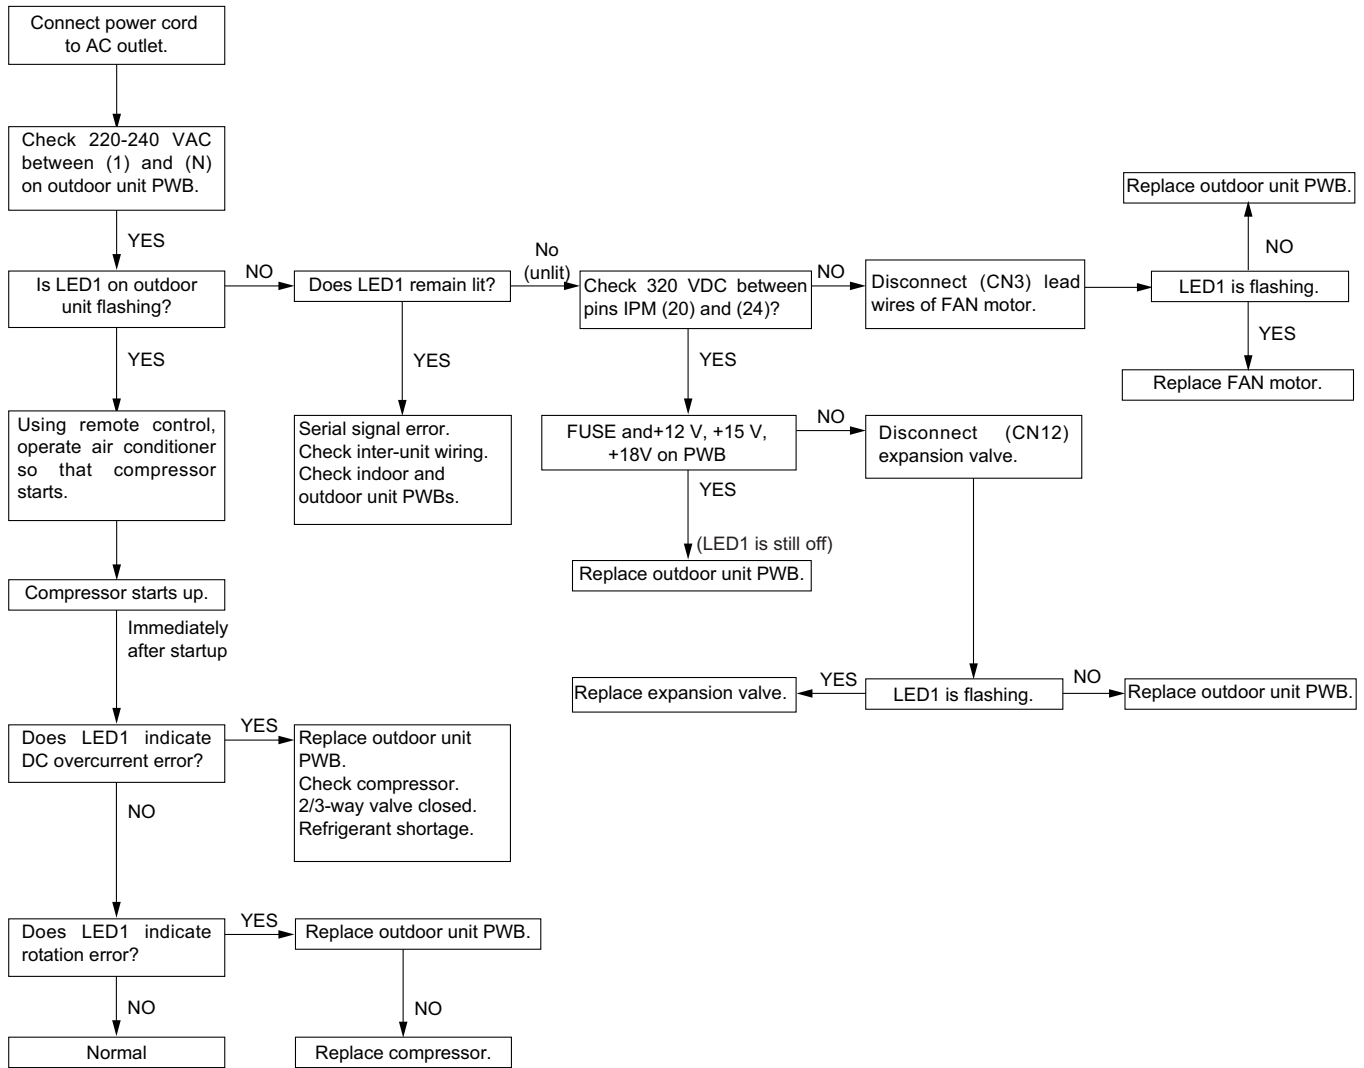 Connect power cord
to AC outlet.
Check 220-240 VAC
between (1) and (N)
on outdoor unit PWB.
YES
Is LED1 on outdoor
unit flashing?
NO
Does LED1 remain lit?
No
(unlit)
Check 320 VDC between
pins IPM (20) and (24)?
NO
Disconnect (CN3) lead
wires of FAN motor.
LED1 is flashing.
NO
Replace outdoor unit PWB.
YES
Replace FAN motor.
YES
Using remote control,
operate air conditioner
so that compressor
starts.
YES
Serial signal error.
Check inter-unit wiring.
Check indoor and
outdoor unit PWBs.
YES
FUSE and+12 V, +15 V,
+18V on PWB
NO
Disconnect (CN12)
expansion valve.
YES
(LED1 is still off)
Replace outdoor unit PWB.
LED1 is flashing.
YES
Replace expansion valve.
NO
Replace outdoor unit PWB.
Compressor starts up.
Immediately
after startup
Does LED1 indicate
DC overcurrent error?
YES
Replace outdoor unit
PWB.
Check compressor.
2/3-way valve closed.
Refrigerant shortage.
NO
Does LED1 indicate
rotation error?
YES
Replace outdoor unit PWB.
NO
Replace compressor.
NO
Normal